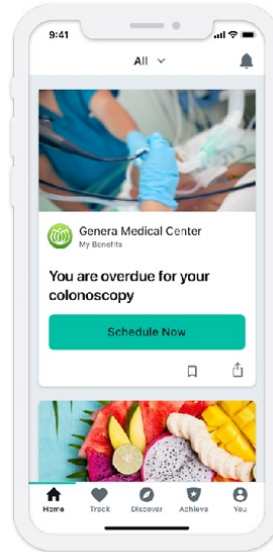 9:41
All
Genera Medical Center
My Benefits
You are overdue for your
colonoscopy
Schedule Now
Home Track Discover Achieve You